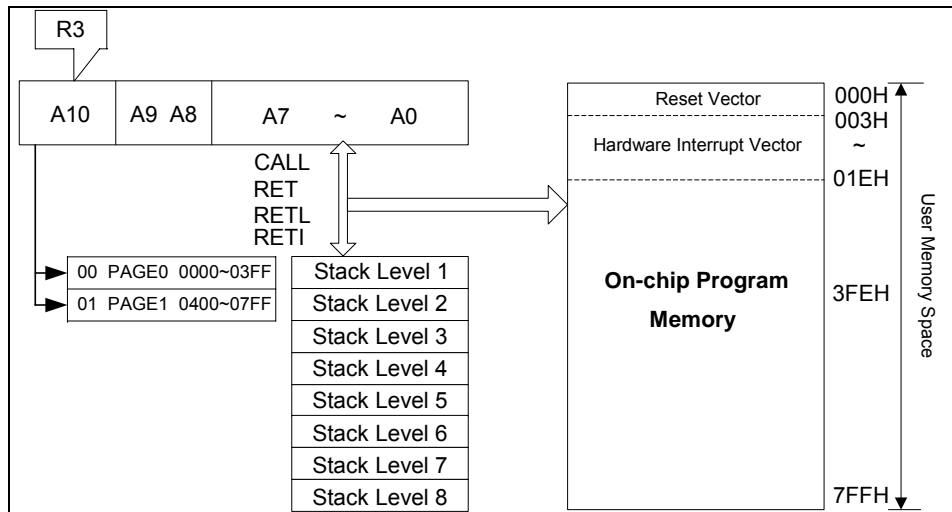 R3
A10 A9 A8 A7 ~ A0
CALL
RET
RETL
RETI
00 PAGE0 0000~03FF
01 PAGE1 0400~07FF
Stack Level 1
Stack Level 2
Stack Level 3
Stack Level 4
Stack Level 5
Stack Level 6
Stack Level 7
Stack Level 8
Reset Vector
Hardware Interrupt Vector
On-chip Program
Memory
000H
003H
~
01EH
3FEH
7FFH
User Memory Space